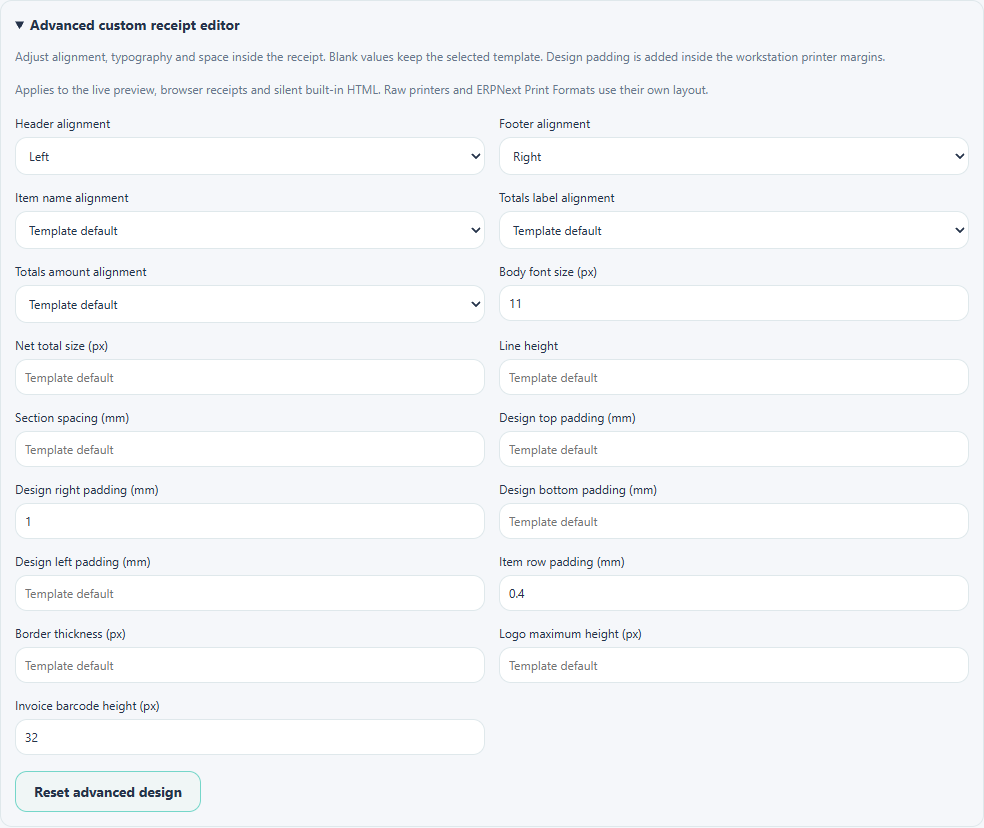 ▼ Advanced custom receipt editor
Adjust alignment, typography and space inside the receipt. Blank values keep the selected template. Design padding is added inside the workstation printer margins.
Applies to the live preview, browser receipts and silent built-in HTML. Raw printers and ERPNext Print Formats use their own layout.
Header alignment
Left
Footer alignment
Right
Item name alignment
Template default
Totals label alignment
Template default
Totals amount alignment
Template default
Body font size (px)
11
Net total size (px)
Template default
Line height
Template default
Section spacing (mm)
Template default
Design top padding (mm)
Template default
Design right padding (mm)
1
Design bottom padding (mm)
Template default
Design left padding (mm)
Template default
Item row padding (mm)
0.4
Border thickness (px)
Template default
Logo maximum height (px)
Template default
Invoice barcode height (px)
32
Reset advanced design